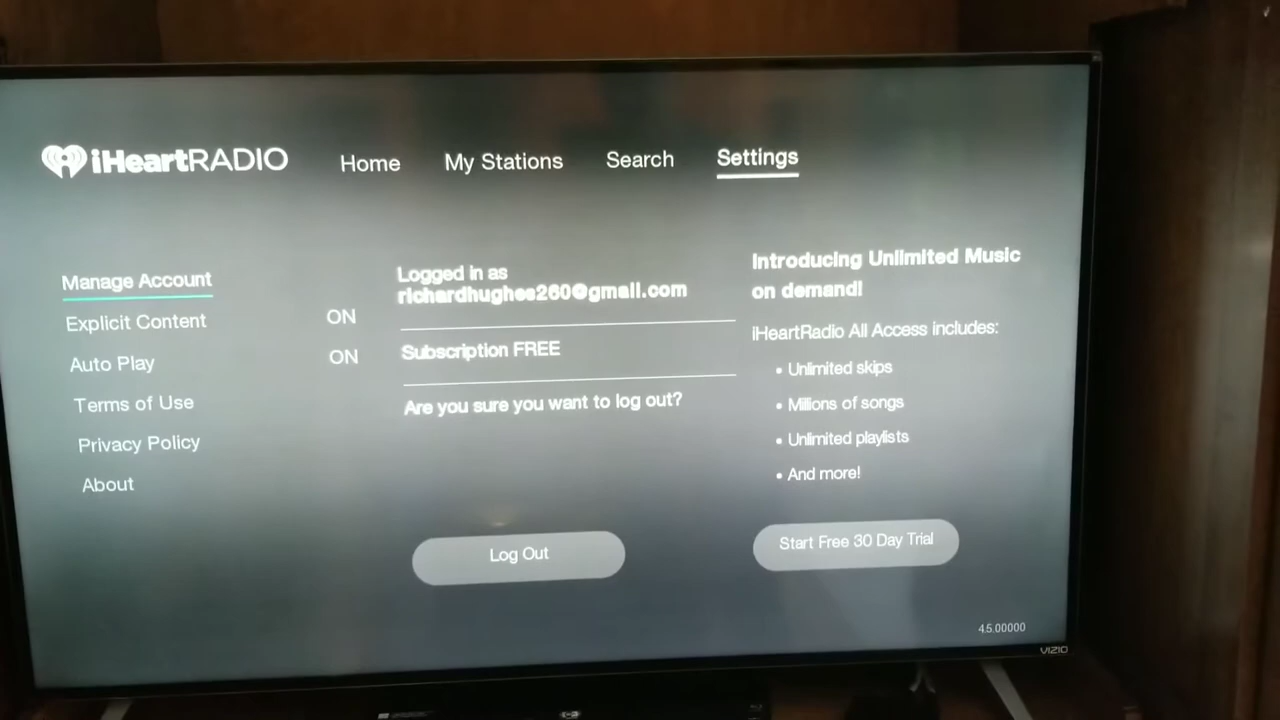 iHeartRADIO Home My Stations Search Settings
Manage Account
Explicit Content ON
Auto Play ON
Terms of Use
Privacy Policy
About
Logged in as
richardhughes260@gmail.com
Subscription FREE
Are you sure you want to log out?
Log Out
Introducing Unlimited Music
on demand!
iHeartRadio All Access includes:
• Unlimited skips
• Millions of songs
• Unlimited playlists
• And more!
Start Free 30 Day Trial
4.5.00000
VIZIO